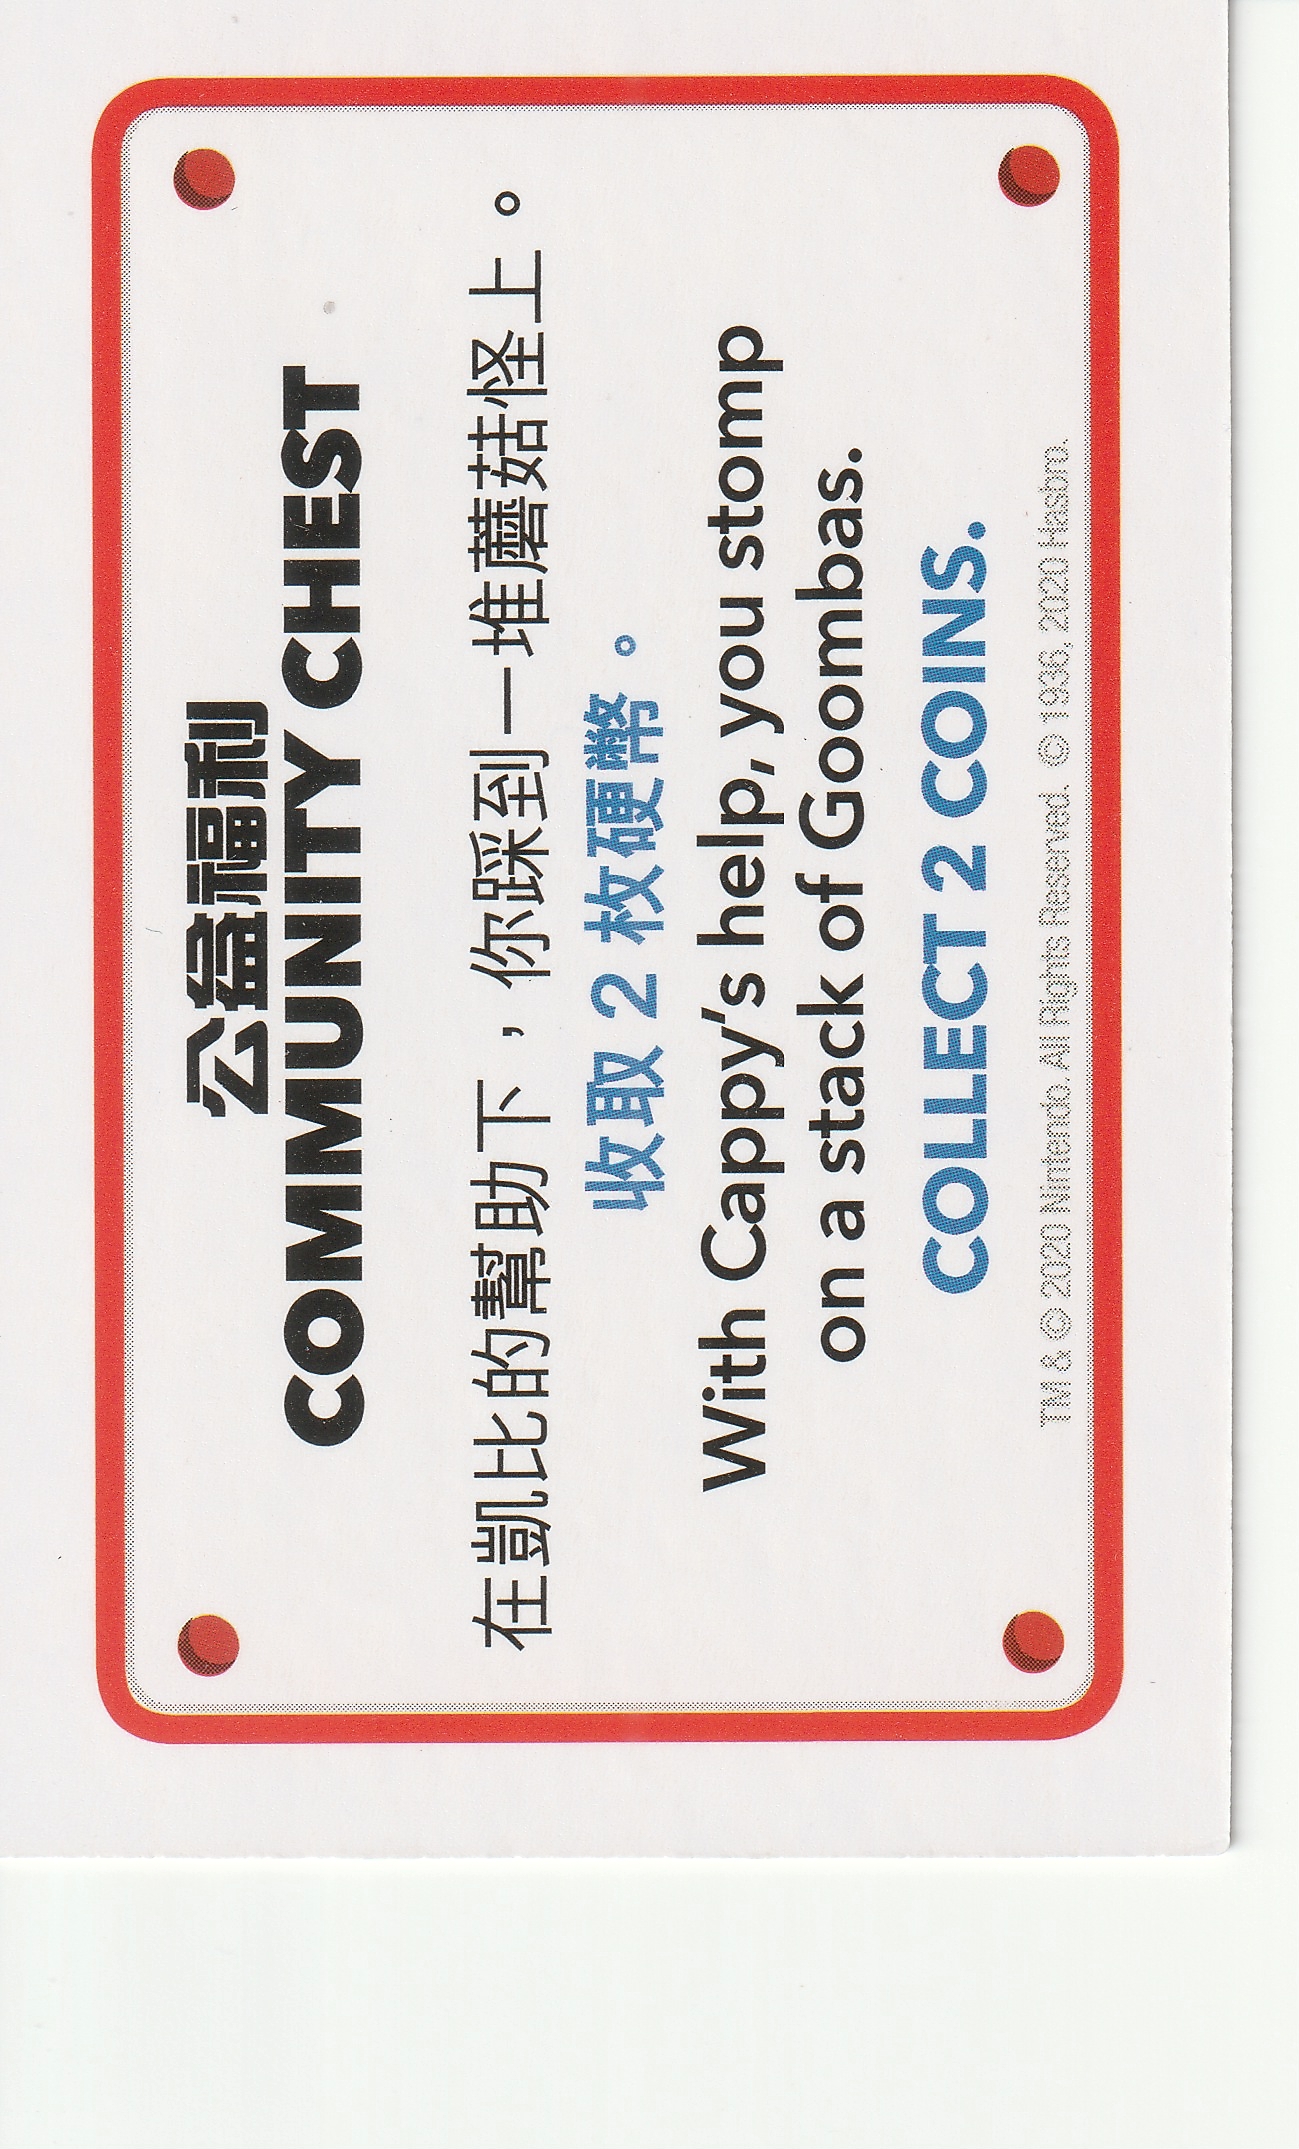 公益福利
COMMUNITY CHEST
在凱比的幫助下，你踩到一堆蘑菇怪上。
收取 2 枚硬幣。
With Cappy's help, you stomp
on a stack of Goombas.
COLLECT 2 COINS.
TM & © 2020 Nintendo. All Rights Reserved. © 1936, 2020 Hasbro.